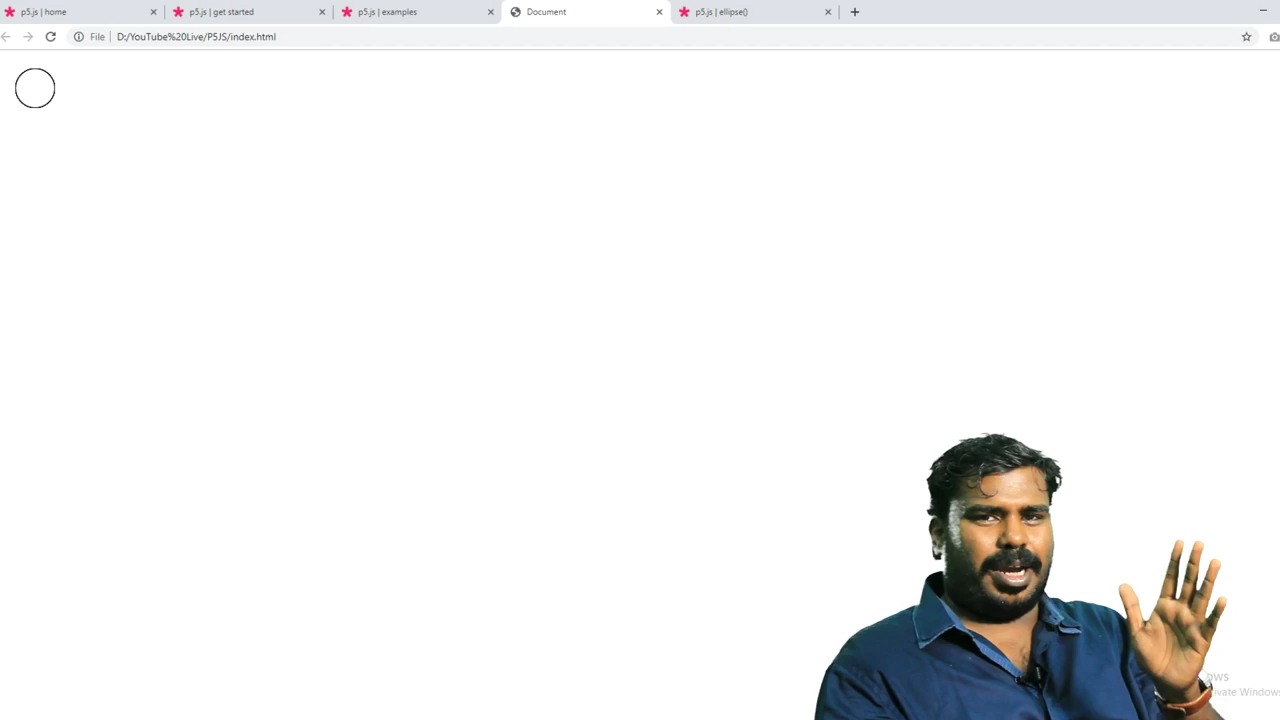 p5.js | home
p5.js | get started
p5.js | examples
Document
p5.js | ellipse()
File
D:/YouTube%20Live/P5JS/index.html